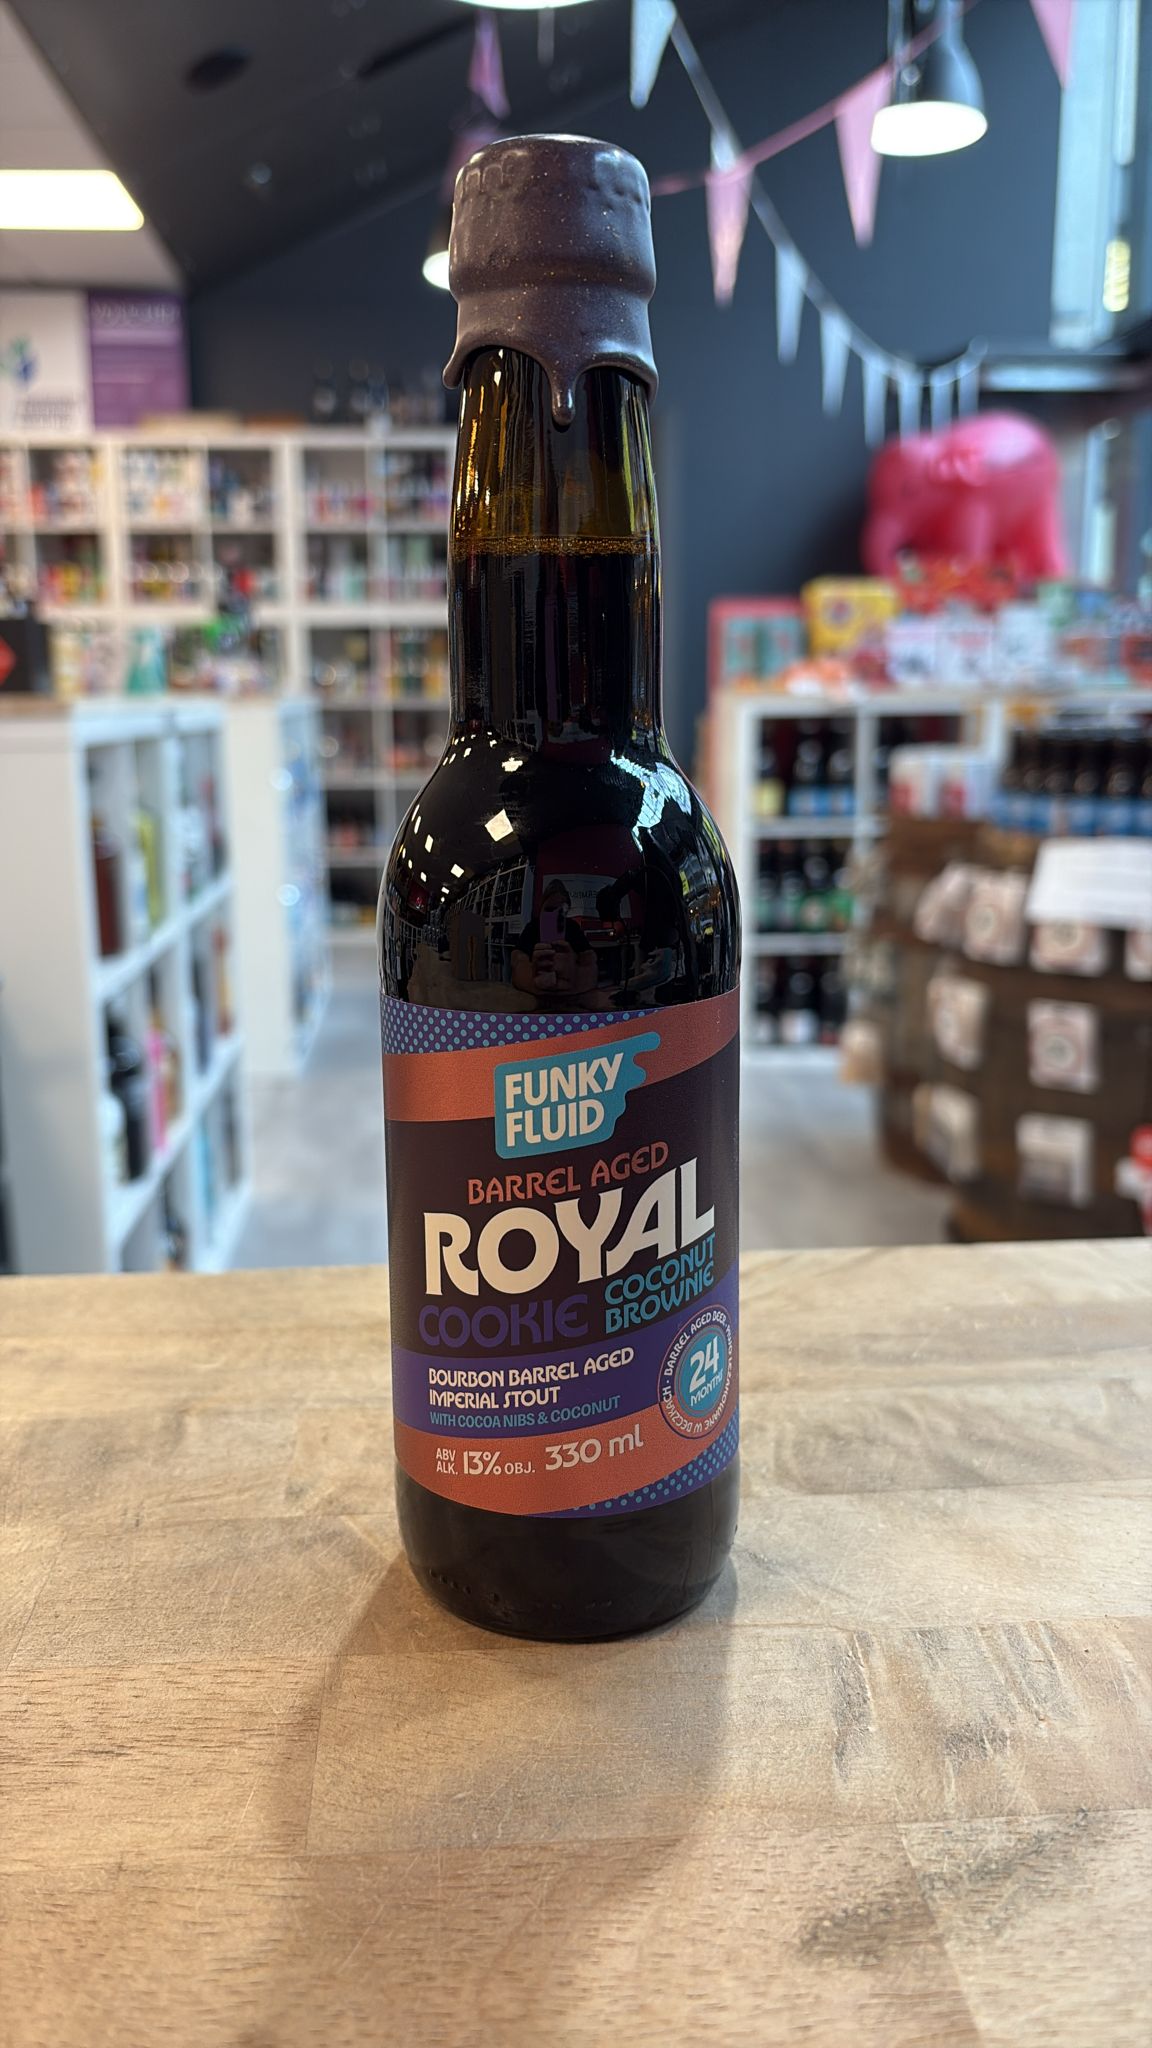 FUNKY
FLUID
BARREL AGED
ROYAL
COOKIE
COCONUT
BROWNIE
BOURBON BARREL AGED
IMPERIAL STOUT
WITH COCOA NIBS & COCONUT
BARREL AGED BEER
24
MONTHS
ABV
ALK. 13% OBJ. 330 ml